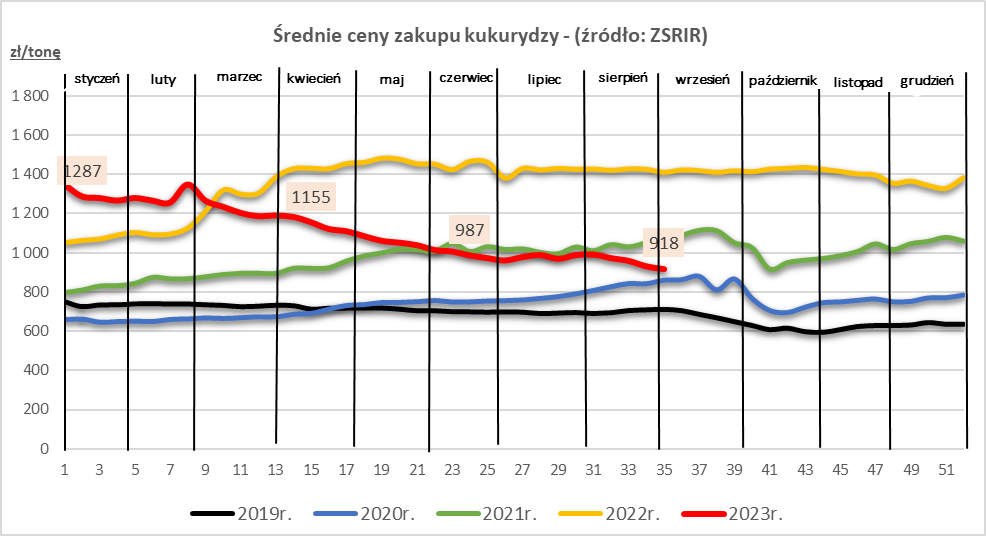 Średnie ceny zakupu kukurydzy - (źródło: ZSRIR)
zł/tonę
styczeń luty marzec kwiecień maj czerwiec lipiec sierpień wrzesień październik listopad grudzień
1 800
1 600
1 400
1 200
1 000
800
600
400
200
0
1287
1155
987
918
1 3 5 7 9 11 13 15 17 19 21 23 25 27 29 31 33 35 37 39 41 43 45 47 49 51
2019r. 2020r. 2021r. 2022r. 2023r.